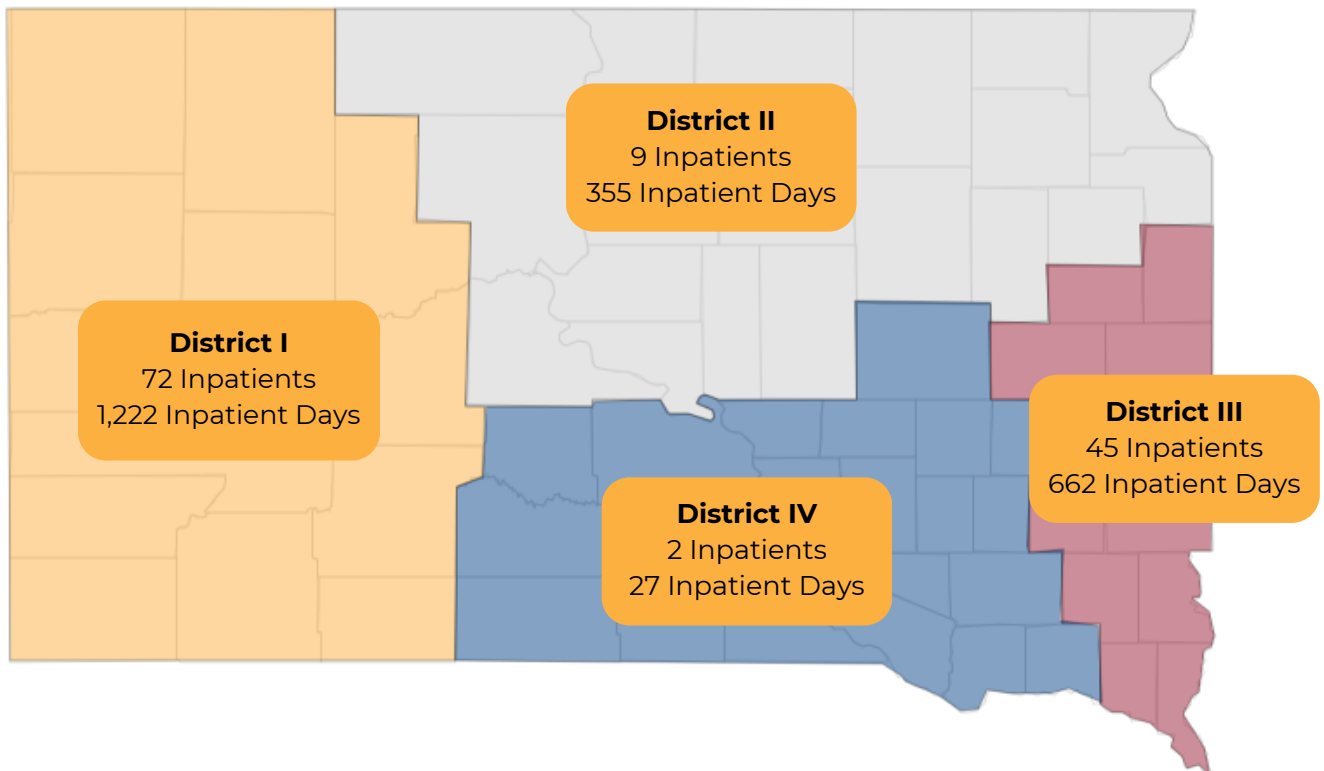 District II
9 Inpatients
355 Inpatient Days
District I
72 Inpatients
1,222 Inpatient Days
District III
45 Inpatients
662 Inpatient Days
District IV
2 Inpatients
27 Inpatient Days